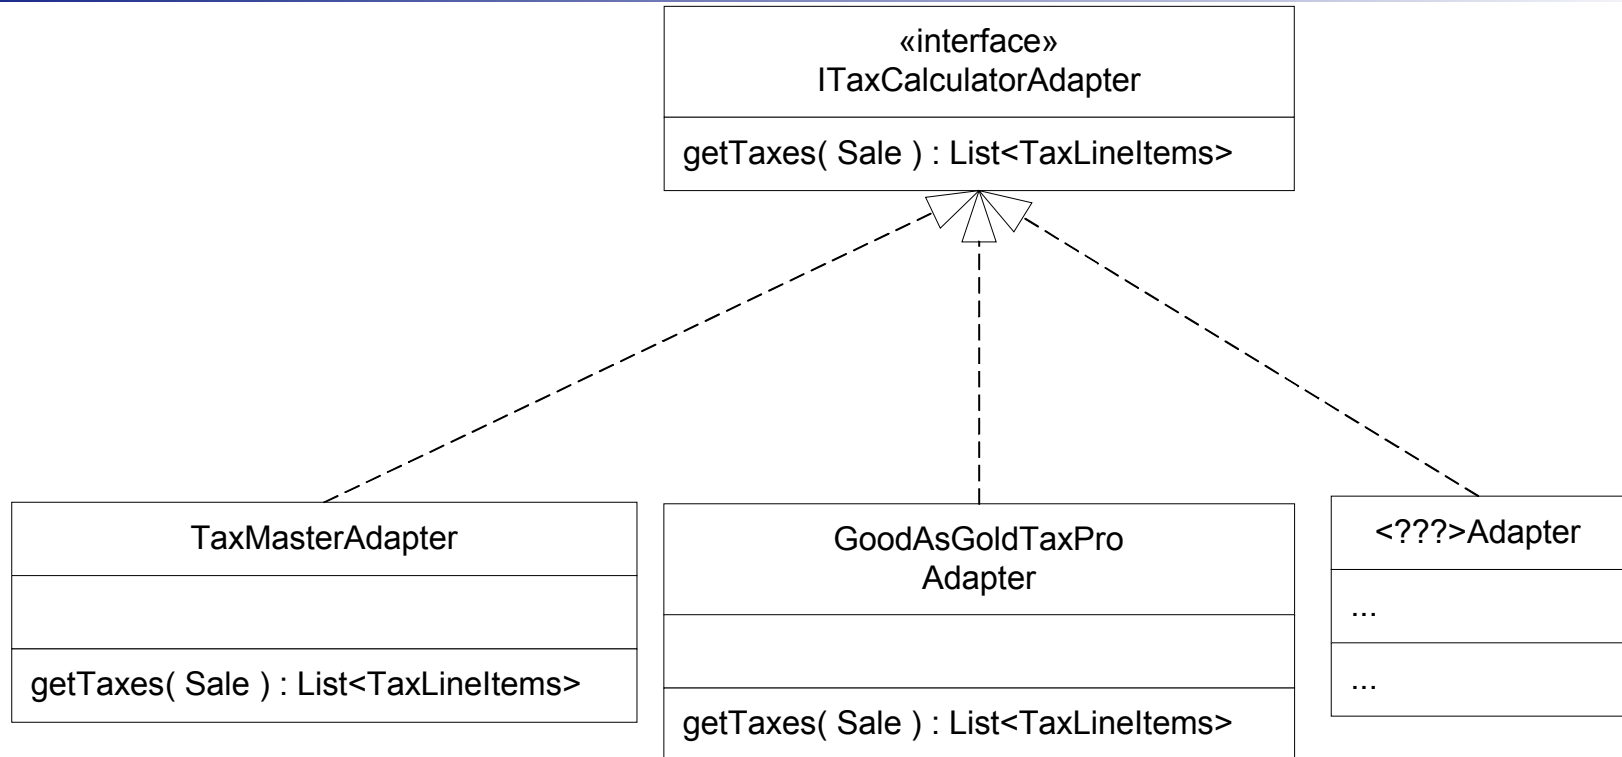 «interface»
ITaxCalculatorAdapter
getTaxes( Sale ) : List<TaxLineItems>
TaxMasterAdapter
getTaxes( Sale ) : List<TaxLineItems>
GoodAsGoldTaxPro
Adapter
getTaxes( Sale ) : List<TaxLineItems>
<???>Adapter
...
...